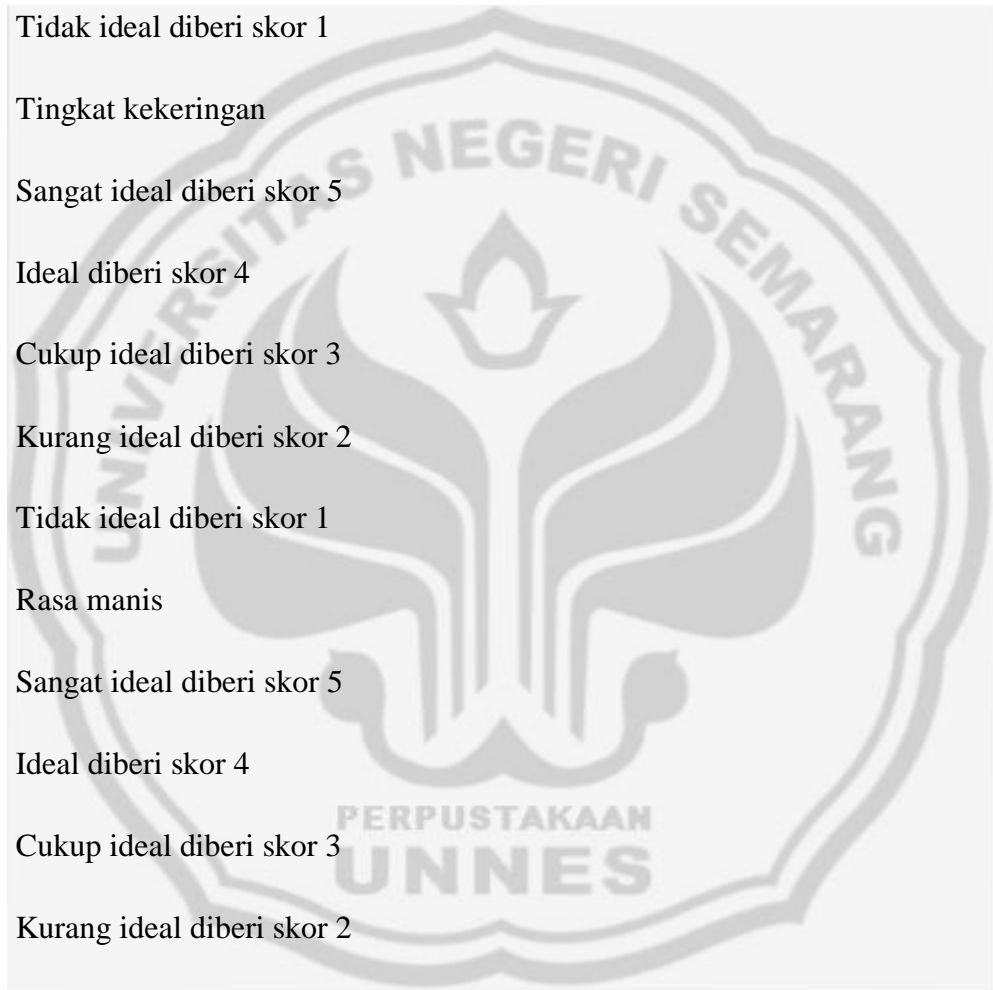 Tidak ideal diberi skor 1
Tingkat kekeringan
Sangat ideal diberi skor 5
Ideal diberi skor 4
Cukup ideal diberi skor 3
Kurang ideal diberi skor 2
Tidak ideal diberi skor 1
Rasa manis
Sangat ideal diberi skor 5
Ideal diberi skor 4
Cukup ideal diberi skor 3
Kurang ideal diberi skor 2
UNIVERSITAS NEGERI SEMARANG
PERPUSTAKAAN
UNNES